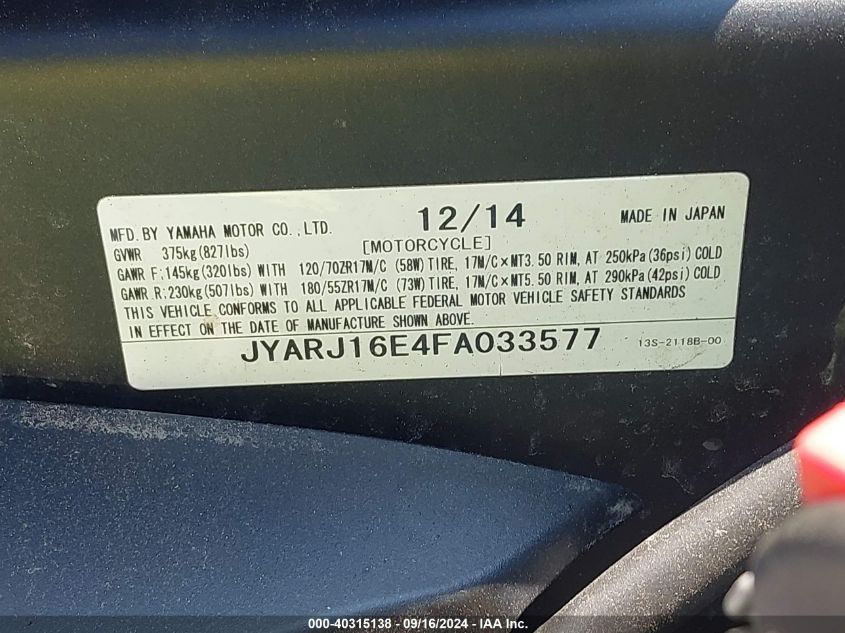 MFD. BY YAMAHA MOTOR CO., LTD. 12/14 MADE IN JAPAN
GVWR 375kg(827lbs) [MOTORCYCLE]
GAWR F:145kg(320lbs) WITH 120/70ZR17M/C (58W) TIRE, 17M/C×MT3.50 RIM, AT 250kPa(36psi) COLD
GAWR R:230kg(507lbs) WITH 180/55ZR17M/C (73W) TIRE, 17M/C×MT5.50 RIM, AT 290kPa(42psi) COLD
THIS VEHICLE CONFORMS TO ALL APPLICABLE FEDERAL MOTOR VEHICLE SAFETY STANDARDS
IN EFFECT ON THE DATE OF MANUFACTURE SHOWN ABOVE.
JYARJ16E4FA033577 13S-2118B-00
000-40315138 - 09/16/2024 - IAA Inc.